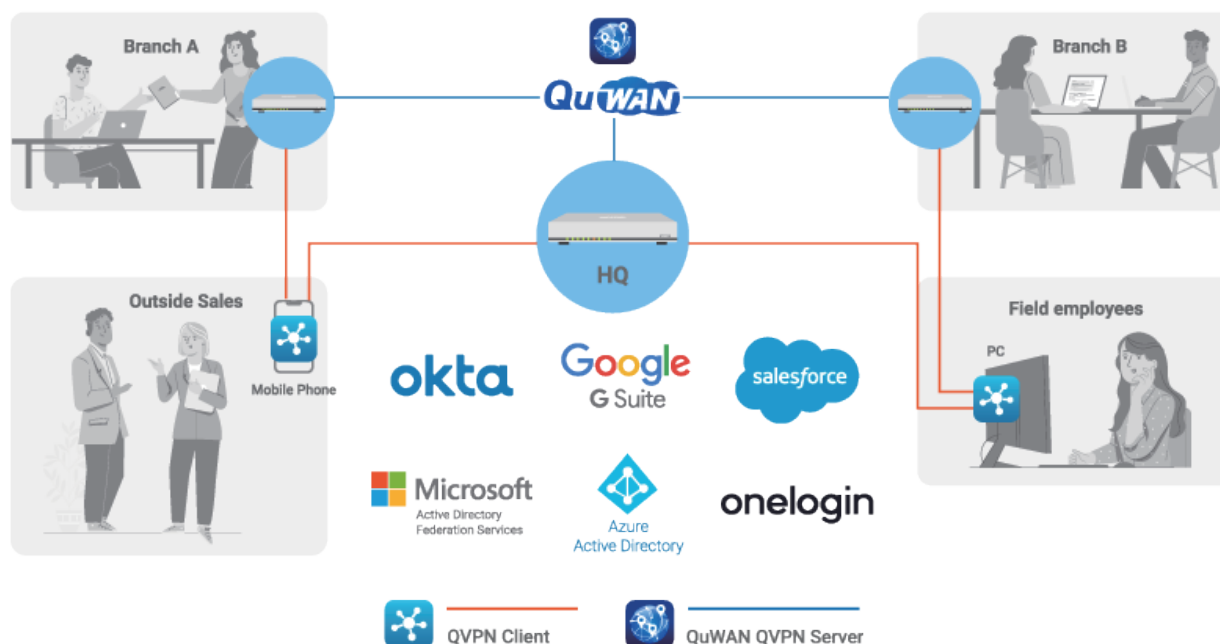 Branch A
QuWAN
Branch B
HQ
Outside Sales
Mobile Phone
Field employees
PC
okta
Google
G Suite
salesforce
Microsoft
Active Directory
Federation Services
Azure
Active Directory
onelogin
QVPN Client
QuWAN QVPN Server